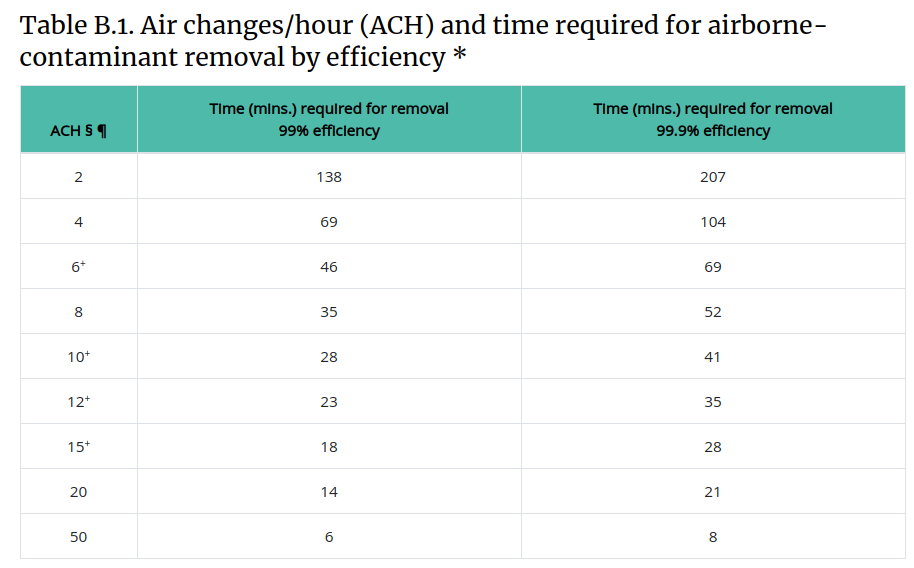 Table B.1. Air changes/hour (ACH) and time required for airborne-
contaminant removal by efficiency *
ACH § ¶ Time (mins.) required for removal 99% efficiency Time (mins.) required for removal 99.9% efficiency
2 138 207
4 69 104
6⁺ 46 69
8 35 52
10⁺ 28 41
12⁺ 23 35
15⁺ 18 28
20 14 21
50 6 8